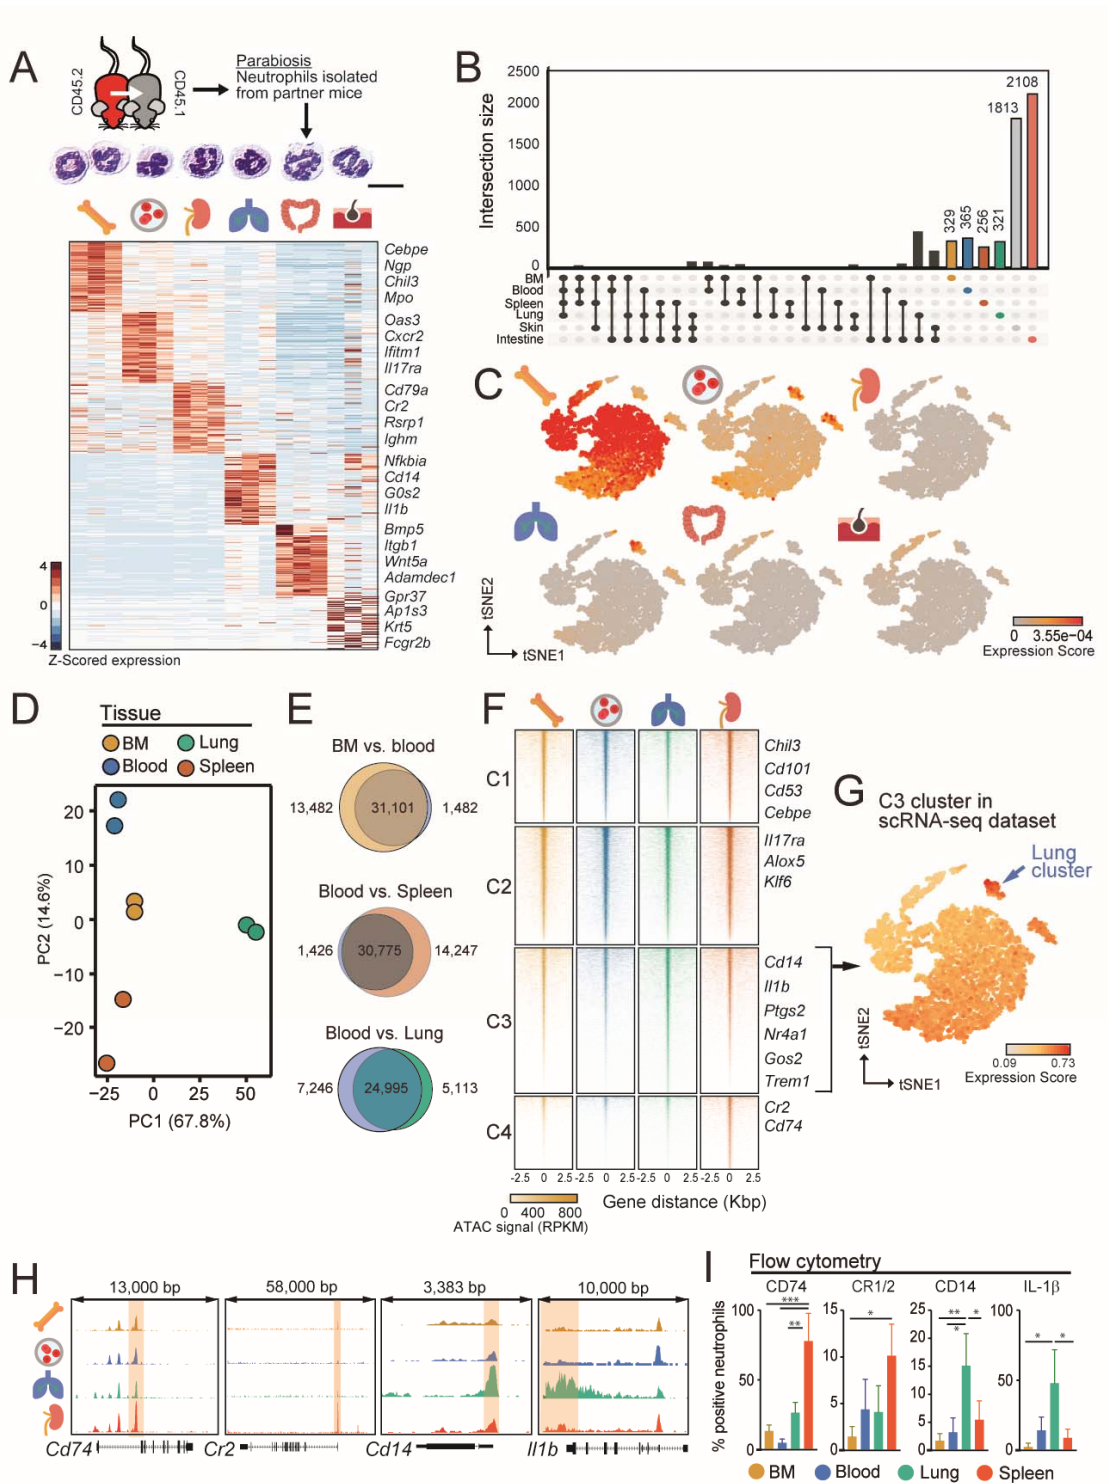 A
CD45.2
CD45.1
Parabiosis
Neutrophils isolated
from partner mice
Cebpe
Ngp
Chil3
Mpo
Oas3
Cxcr2
Ifitm1
Il17ra
Cd79a
Cr2
Rsrp1
Ighm
Nfkbia
Cd14
G0s2
Il1b
Bmp5
Itgb1
Wnt5a
Adamdec1
Gpr37
Ap1s3
Krt5
Fcgr2b
4
0
−4
Z-Scored expression
B
Intersection size
2500
2000
1500
1000
500
0
329
365
256
321
1813
2108
BM
Blood
Spleen
Lung
Skin
Intestine
C
tSNE2
tSNE1
0 3.55e−04
Expression Score
D
Tissue
BM
Lung
Blood
Spleen
PC2 (14.6%)
20
10
0
−10
−20
−25 0 25 50
PC1 (67.8%)
E
BM vs. blood
13,482 31,101 1,482
Blood vs. Spleen
1,426 30,775 14,247
Blood vs. Lung
7,246 24,995 5,113
F
C1
Chil3
Cd101
Cd53
Cebpe
C2
Il17ra
Alox5
Klf6
C3
Cd14
Il1b
Ptgs2
Nr4a1
Gos2
Trem1
C4
Cr2
Cd74
-2.5 0 2.5 -2.5 0 2.5 -2.5 0 2.5 -2.5 0 2.5
Gene distance (Kbp)
0 400 800
ATAC signal (RPKM)
G
C3 cluster in
scRNA-seq dataset
Lung
cluster
tSNE2
tSNE1
0.09 0.73
Expression Score
H
13,000 bp
58,000 bp
3,383 bp
10,000 bp
Cd74
Cr2
Cd14
Il1b
I
Flow cytometry
% positive neutrophils
CD74
100
50
0
***
**
CR1/2
15
10
5
0
*
CD14
25
20
15
10
5
0
** *
*
IL-1β
100
50
0
* *
BM Blood Lung Spleen